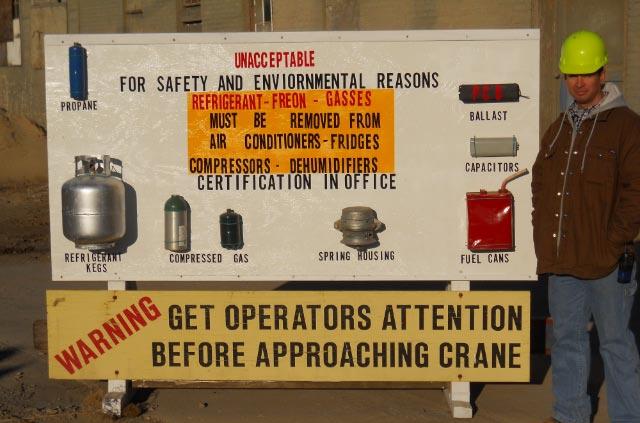 UNACCEPTABLE
FOR SAFETY AND ENVIORNMENTAL REASONS
PROPANE
REFRIGERANT-FREON - GASSES
MUST BE REMOVED FROM
AIR CONDITIONERS-FRIDGES
COMPRESSORS - DEHUMIDIFIERS
CERTIFICATION IN OFFICE
PCB
BALLAST
CAPACITORS
REFRIGERANT
KEGS
COMPRESSED GAS
SPRING HOUSING
FUEL CANS
WARNING
GET OPERATORS ATTENTION
BEFORE APPROACHING CRANE